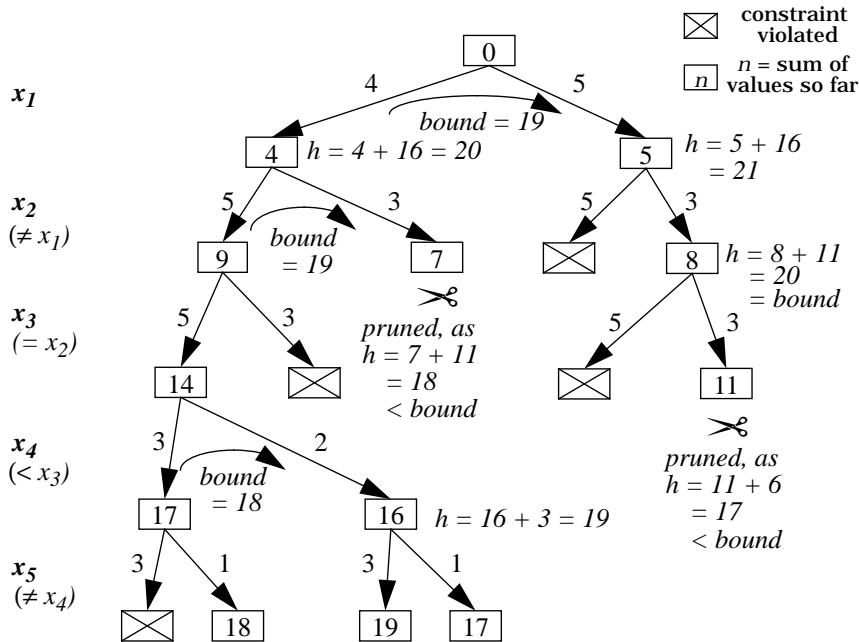 constraint
violated
n
n = sum of
values so far
0
x1
4
5
bound = 19
4
h = 4 + 16 = 20
5
h = 5 + 16
= 21
x2
(≠ x1)
5
3
5
3
bound
= 19
9
7
8
h = 8 + 11
= 20
= bound
x3
(= x2)
5
3
pruned, as
h = 7 + 11
= 18
< bound
5
3
14
11
x4
(< x3)
3
2
bound
= 18
pruned, as
h = 11 + 6
= 17
< bound
17
16
h = 16 + 3 = 19
x5
(≠ x4)
3
1
3
1
18
19
17